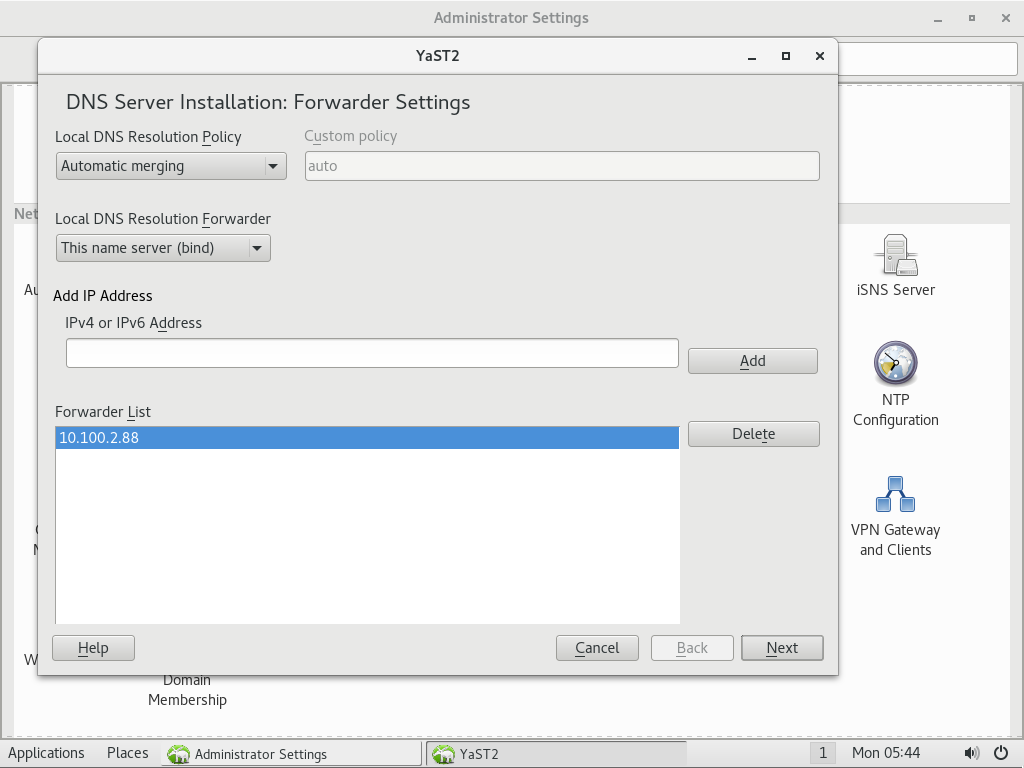 Administrator Settings
YaST2
DNS Server Installation: Forwarder Settings
Local DNS Resolution Policy
Custom policy
Automatic merging
auto
Local DNS Resolution Forwarder
This name server (bind)
Add IP Address
IPv4 or IPv6 Address
Add
Forwarder List
10.100.2.88
Delete
Help
Cancel
Back
Next
Net
iSNS Server
NTP
Configuration
VPN Gateway
and Clients
Domain
Membership
Applications
Places
Administrator Settings
YaST2
1
Mon 05:44